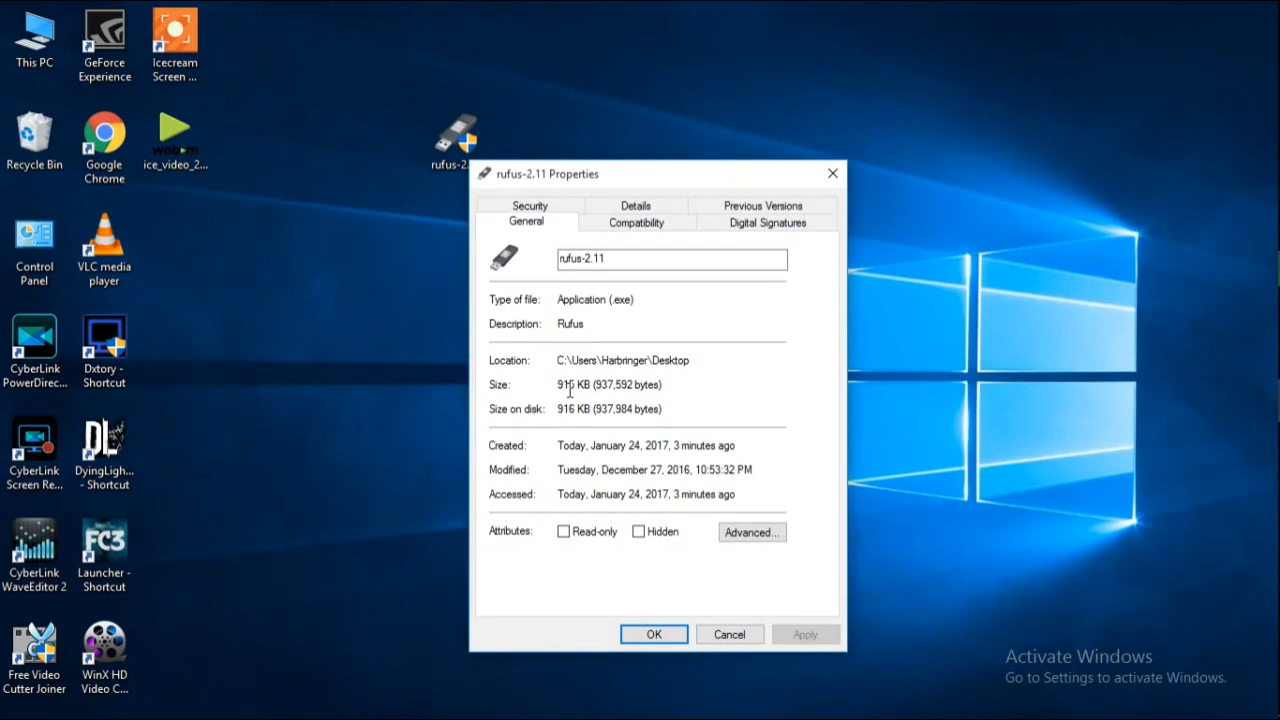 This PC
GeForce
Experience
Icecream
Screen ...
Recycle Bin
Google
Chrome
ice_video_2...
Control
Panel
VLC media
player
CyberLink
PowerDirec...
Dxtory -
Shortcut
CyberLink
Screen Re...
DL
DyingLigh...
- Shortcut
CyberLink
WaveEditor 2
FC3
Launcher -
Shortcut
Free Video
Cutter Joiner
WinX HD
Video C...
rufus-2.
rufus-2.11 Properties
Security
Details
Previous Versions
General
Compatibility
Digital Signatures
rufus-2.11
Type of file: Application (.exe)
Description: Rufus
Location: C:\Users\Harbringer\Desktop
Size: 915 KB (937,592 bytes)
Size on disk: 916 KB (937,984 bytes)
Created: Today, January 24, 2017, 3 minutes ago
Modified: Tuesday, December 27, 2016, 10:53:32 PM
Accessed: Today, January 24, 2017, 3 minutes ago
Attributes: Read-only Hidden Advanced...
OK Cancel Apply
Activate Windows
Go to Settings to activate Windows.